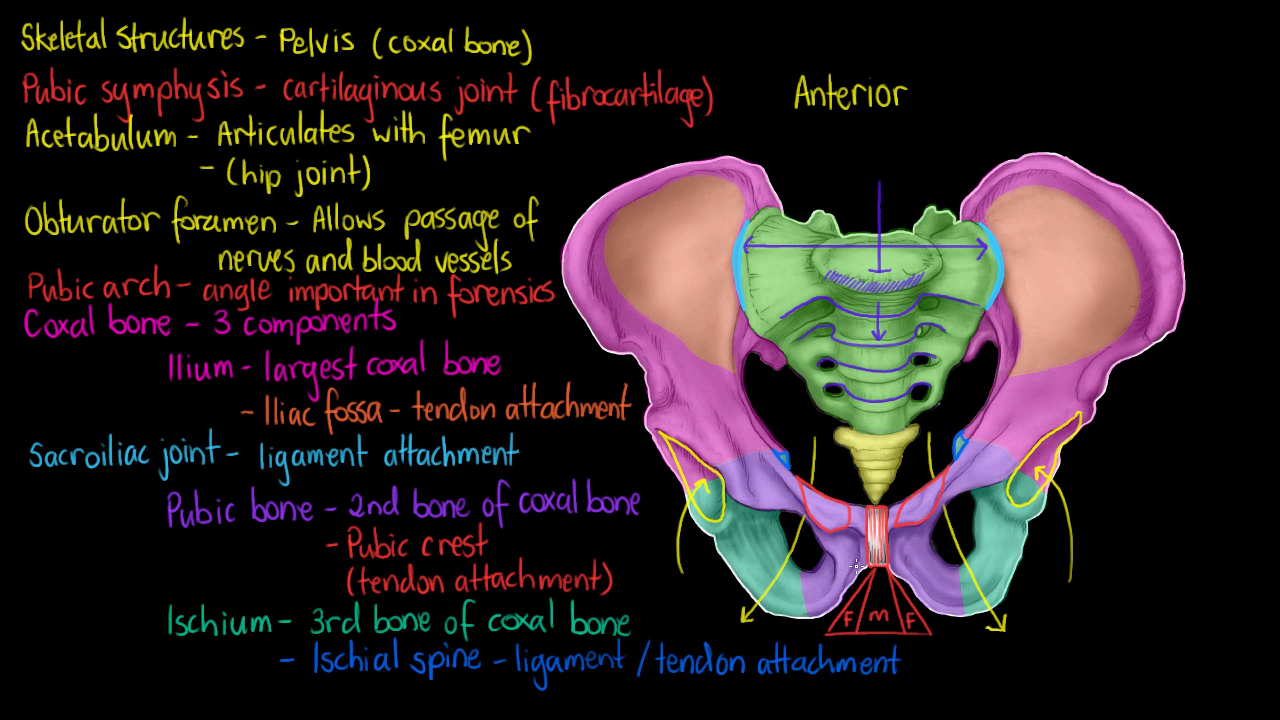 Skeletal structures - Pelvis (coxal bone)
Pubic symphysis - cartilaginous joint (fibrocartilage)
Anterior
Acetabulum - Articulates with femur
- (hip joint)
Obturator foramen - Allows passage of
nerves and blood vessels
Pubic arch - angle important in forensics
Coxal bone - 3 components
Ilium - largest coxal bone
- Iliac fossa - tendon attachment
Sacroiliac joint - ligament attachment
Pubic bone - 2nd bone of coxal bone
- Pubic crest
(tendon attachment)
Ischium - 3rd bone of coxal bone
F m F
- Ischial spine - ligament / tendon attachment